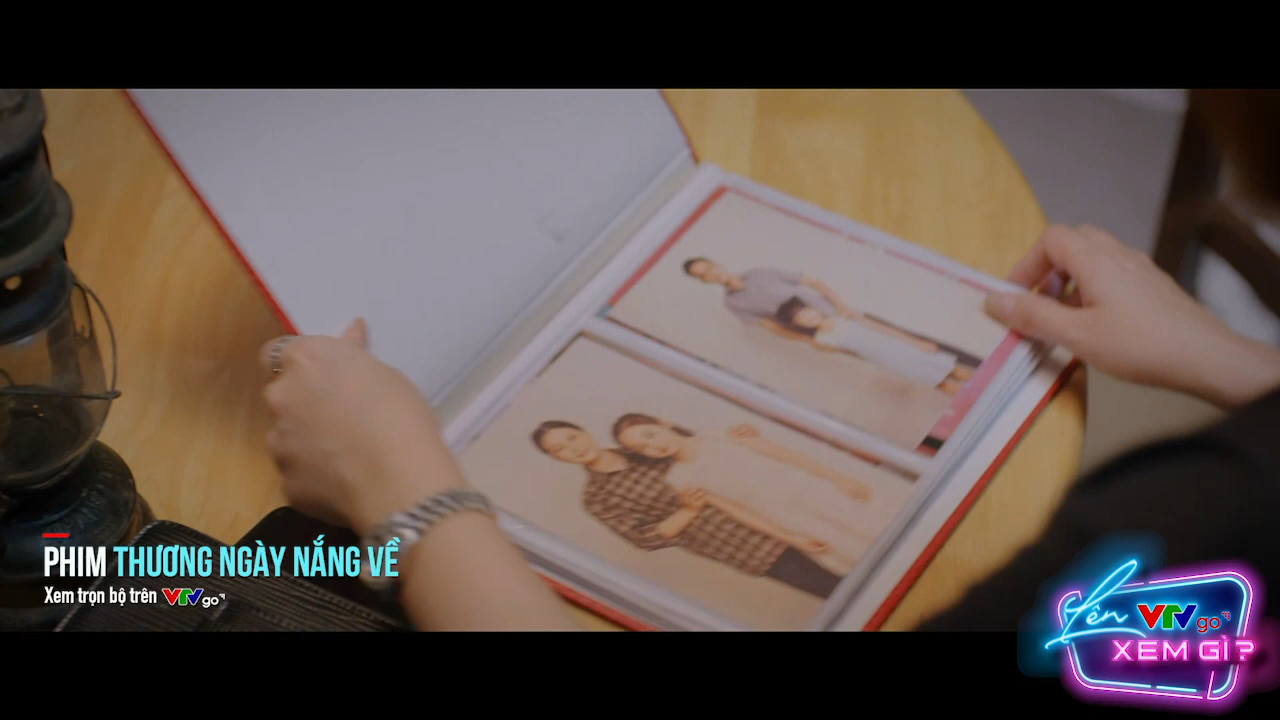 PHIM THƯƠNG NGÀY NẮNG VỀ
Xem trọn bộ trên VTVgo
Lên VTVgo
XEM GÌ?